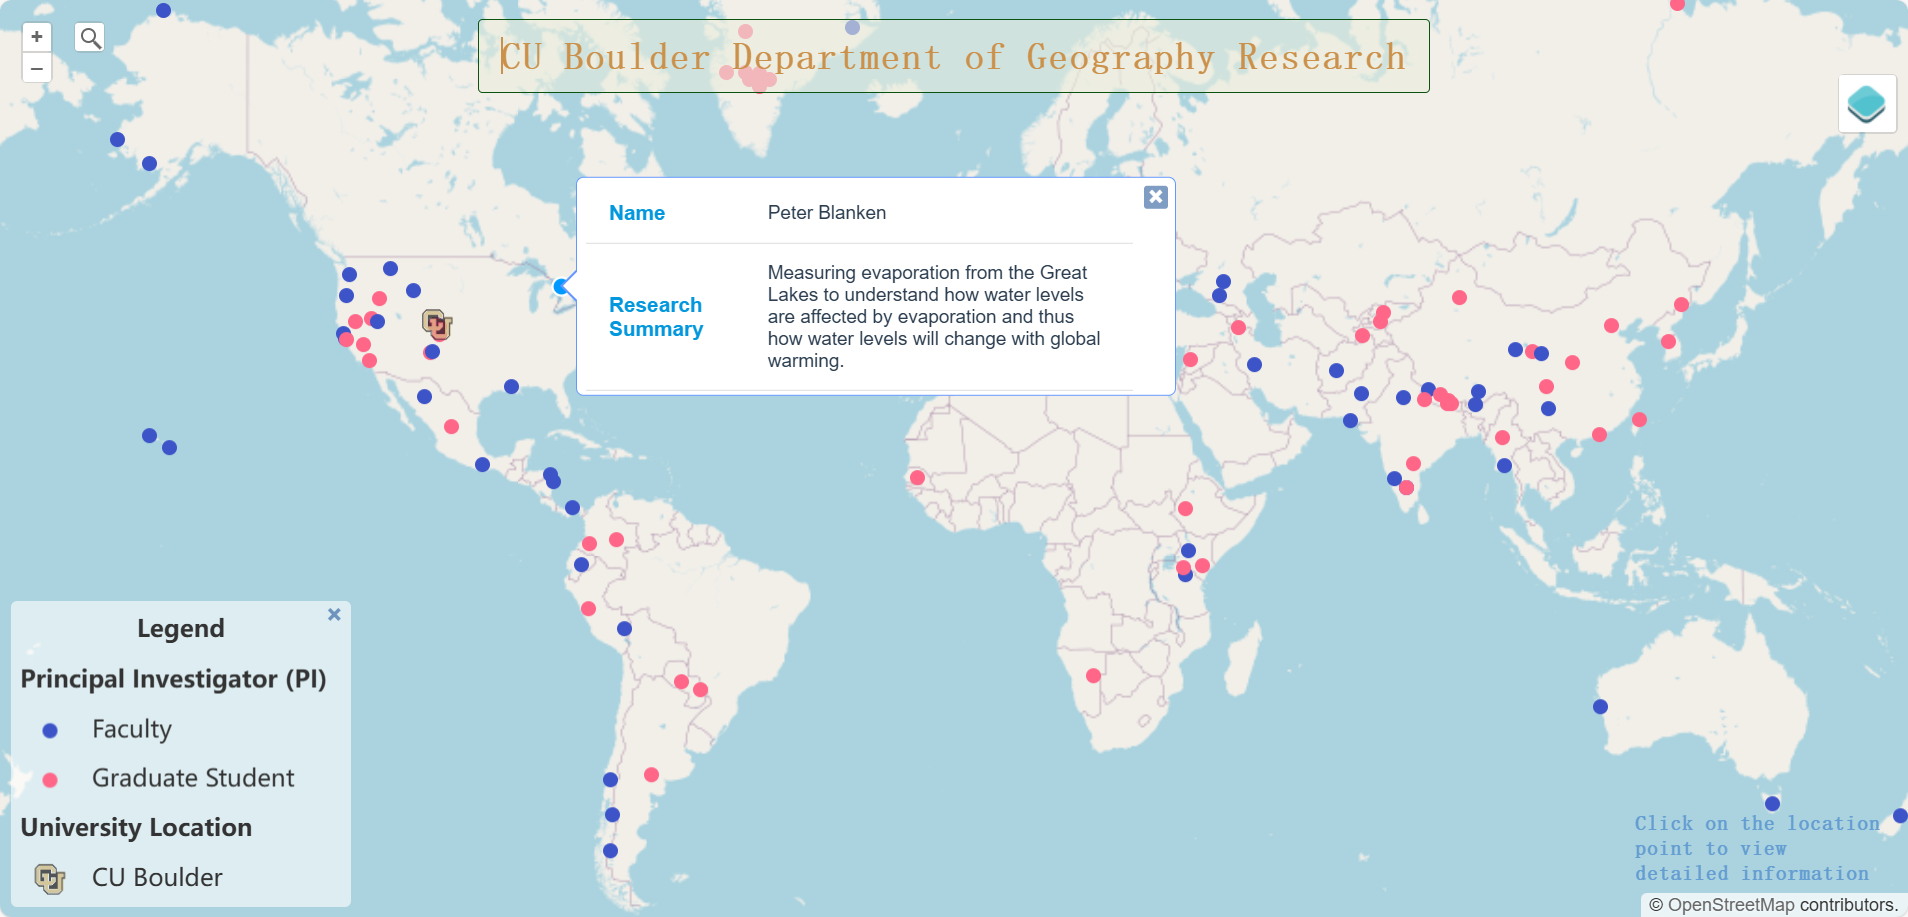 +
–
CU Boulder Department of Geography Research
Name
Peter Blanken
Research
Summary
Measuring evaporation from the Great
Lakes to understand how water levels
are affected by evaporation and thus
how water levels will change with global
warming.
Legend
Principal Investigator (PI)
Faculty
Graduate Student
University Location
CU Boulder
Click on the location
point to view
detailed information
© OpenStreetMap contributors.